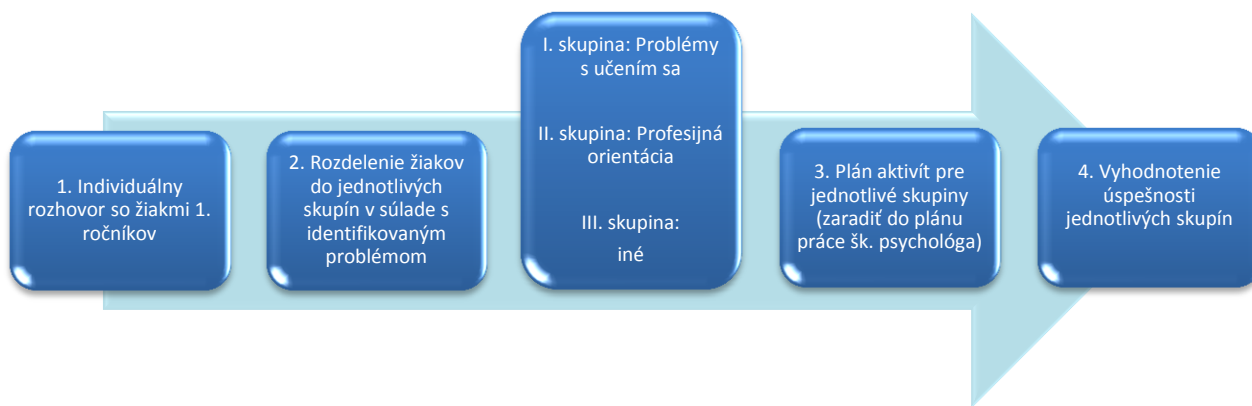 1. Individuálny
rozhovor so žiakmi 1.
ročníkov
2. Rozdelenie žiakov
do jednotlivých
skupín v súlade s
identifikovaným
problémom
I. skupina: Problémy
s učením sa
II. skupina: Profesijná
orientácia
III. skupina:
iné
3. Plán aktivít pre
jednotlivé skupiny
(zaradiť do plánu
práce šk. psychológa)
4. Vyhodnotenie
úspešnosti
jednotlivých skupín